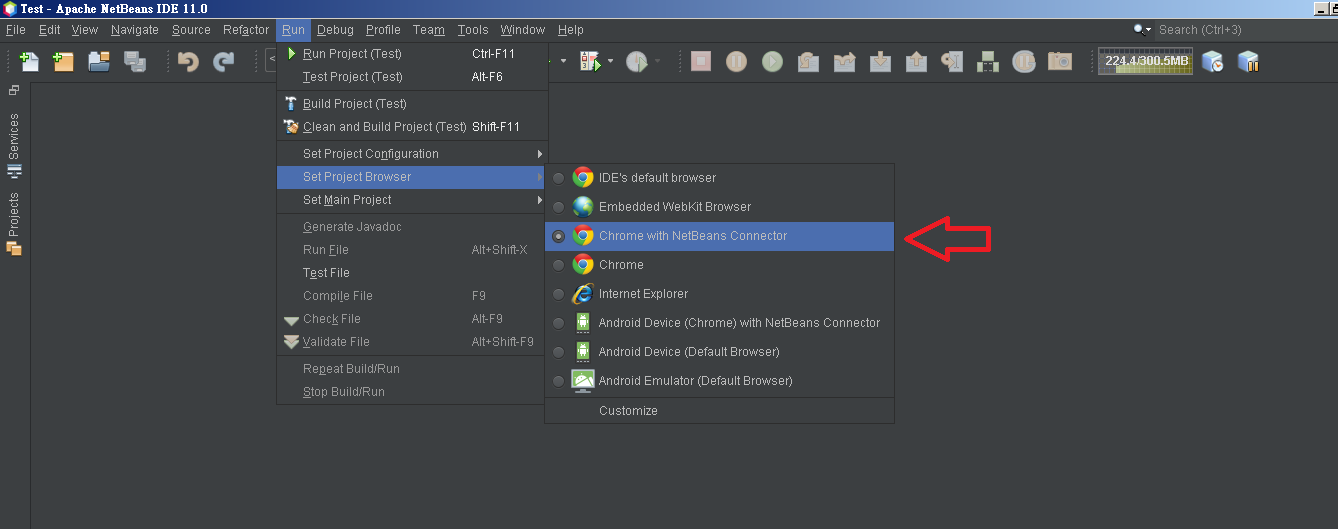 Test - Apache NetBeans IDE 11.0
File Edit View Navigate Source Refactor Run Debug Profile Team Tools Window Help Search (Ctrl+3)
224.4/300.5MB
Services
Projects
Run Project (Test) Ctrl-F11
Test Project (Test) Alt-F6
Build Project (Test)
Clean and Build Project (Test) Shift-F11
Set Project Configuration
Set Project Browser
Set Main Project
Generate Javadoc
Run File Alt+Shift-X
Test File
Compile File F9
Check File Alt-F9
Validate File Alt+Shift-F9
Repeat Build/Run
Stop Build/Run
IDE's default browser
Embedded WebKit Browser
Chrome with NetBeans Connector
Chrome
Internet Explorer
Android Device (Chrome) with NetBeans Connector
Android Device (Default Browser)
Android Emulator (Default Browser)
Customize